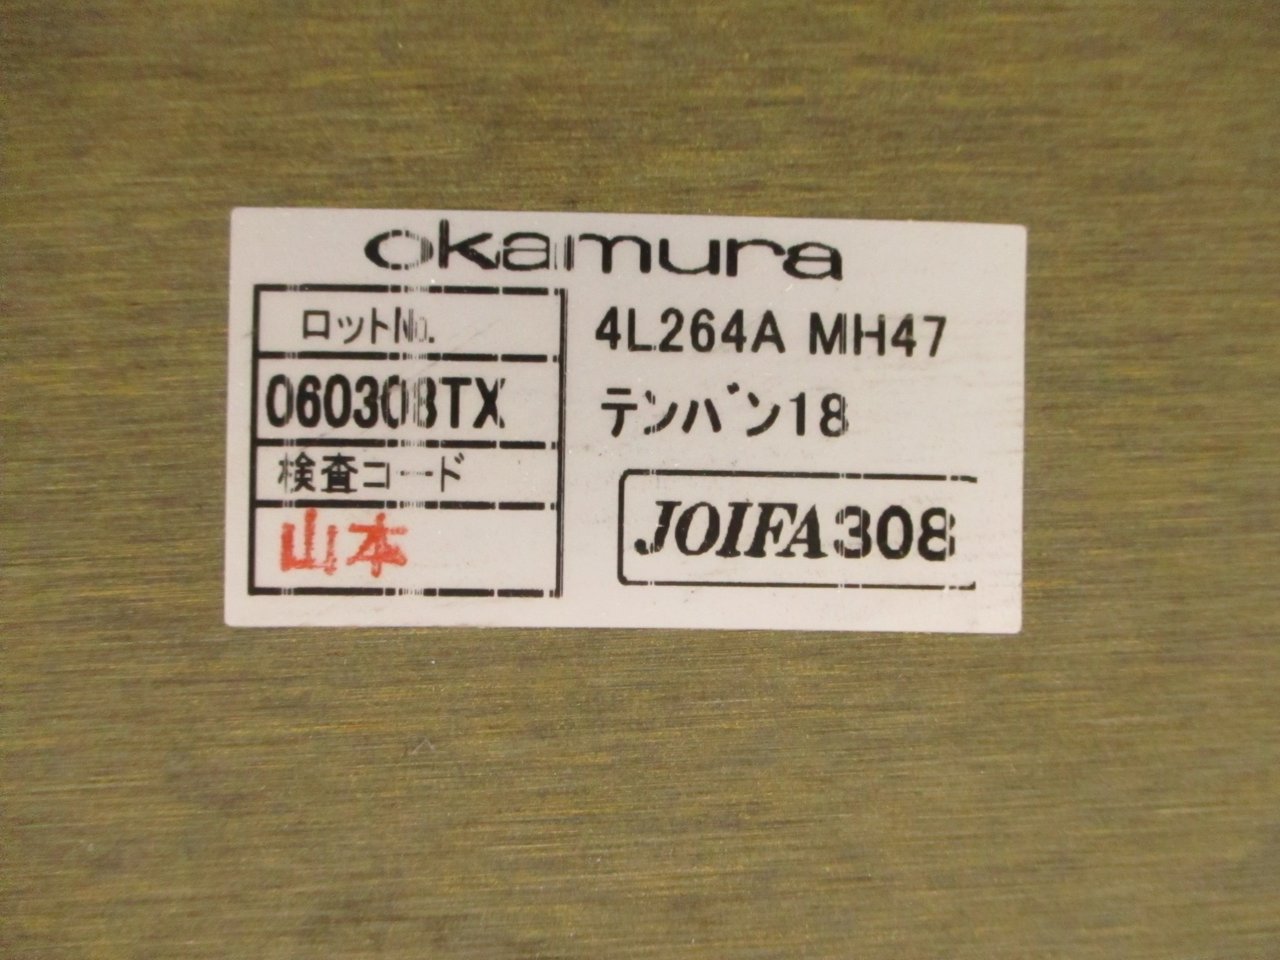 okamura
ロットNo.
060308TX
検査コード
山本
4L264A MH47
テンバン18
JOIFA308